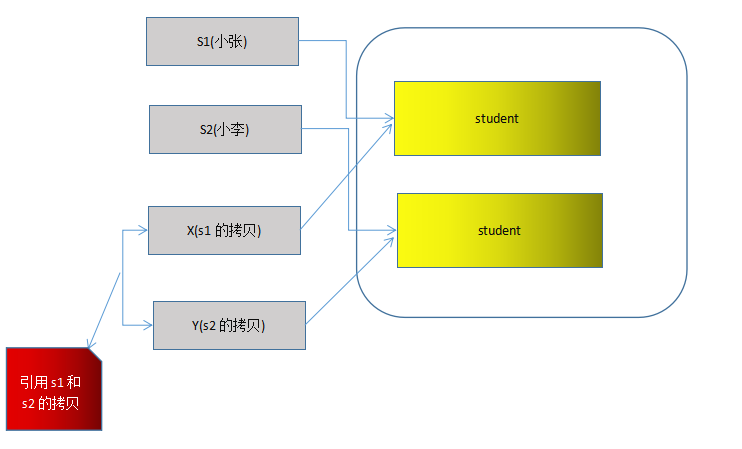 S1(小张)
student
S2(小李)
X(s1 的拷贝)
student
Y(s2 的拷贝)
引用 s1 和
s2 的拷贝